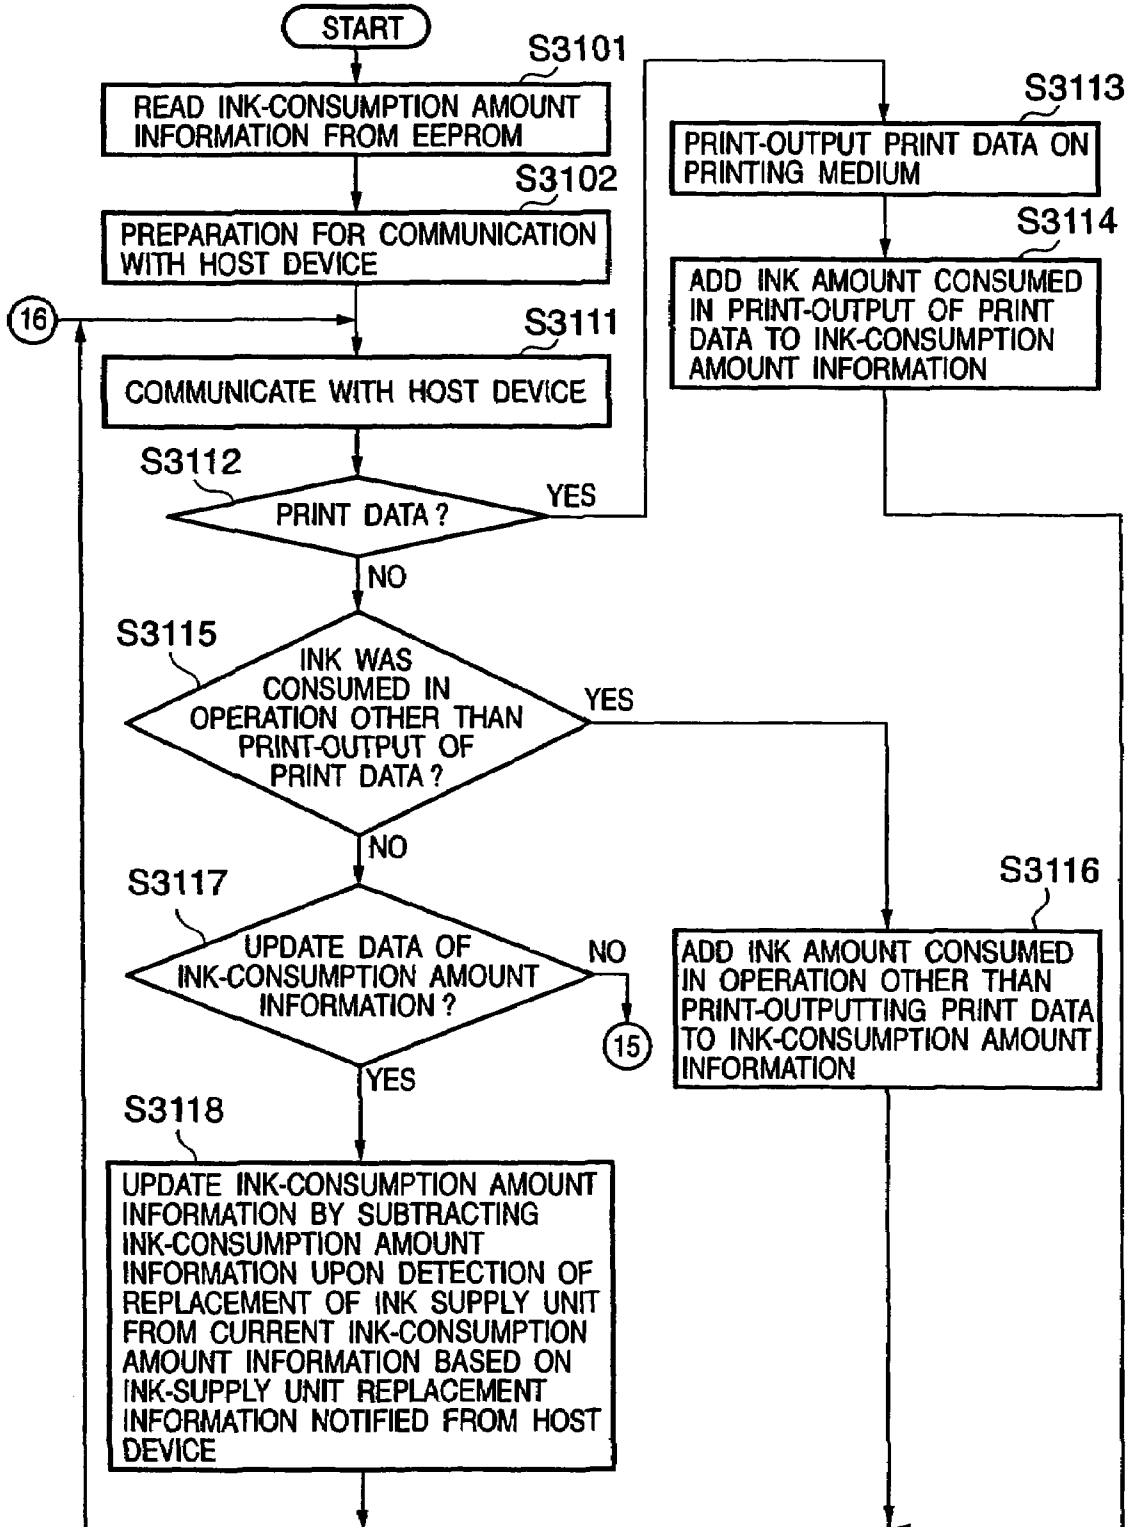 START
S3101
READ INK-CONSUMPTION AMOUNT
INFORMATION FROM EEPROM
S3102
PREPARATION FOR COMMUNICATION
WITH HOST DEVICE
16
S3111
COMMUNICATE WITH HOST DEVICE
S3112
PRINT DATA?
YES
NO
S3113
PRINT-OUTPUT PRINT DATA ON
PRINTING MEDIUM
S3114
ADD INK AMOUNT CONSUMED
IN PRINT-OUTPUT OF PRINT
DATA TO INK-CONSUMPTION
AMOUNT INFORMATION
S3115
INK WAS
CONSUMED IN
OPERATION OTHER THAN
PRINT-OUTPUT OF
PRINT DATA?
YES
NO
S3116
ADD INK AMOUNT CONSUMED
IN OPERATION OTHER THAN
PRINT-OUTPUTTING PRINT DATA
TO INK-CONSUMPTION AMOUNT
INFORMATION
S3117
UPDATE DATA OF
INK-CONSUMPTION AMOUNT
INFORMATION?
NO
15
YES
S3118
UPDATE INK-CONSUMPTION AMOUNT
INFORMATION BY SUBTRACTING
INK-CONSUMPTION AMOUNT
INFORMATION UPON DETECTION OF
REPLACEMENT OF INK SUPPLY UNIT
FROM CURRENT INK-CONSUMPTION
AMOUNT INFORMATION BASED ON
INK-SUPPLY UNIT REPLACEMENT
INFORMATION NOTIFIED FROM HOST
DEVICE